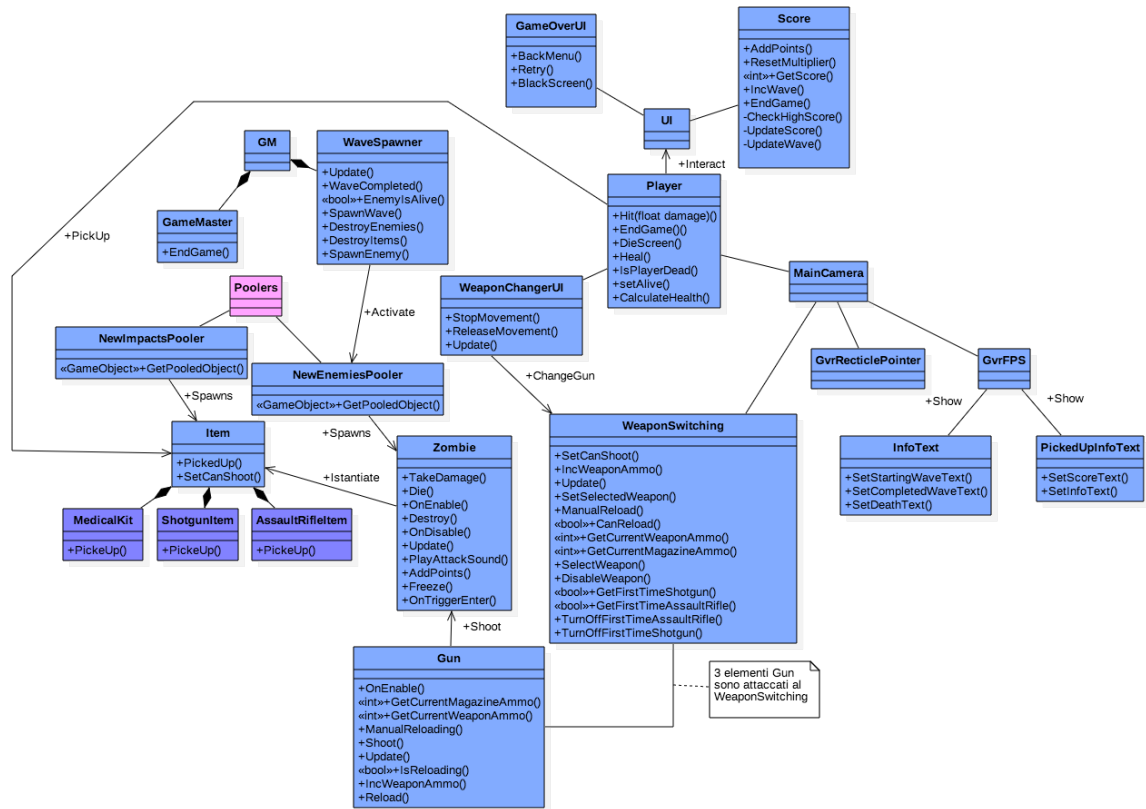 GameOverUI
+BackMenu()
+Retry()
+BlackScreen()
Score
+AddPoints()
+ResetMultiplier()
«int»+GetScore()
+IncWave()
+EndGame()
-CheckHighScore()
-UpdateScore()
-UpdateWave()
UI
+Interact
GM
WaveSpawner
+Update()
+WaveCompleted()
«bool»+EnemyIsAlive()
+SpawnWave()
+DestroyEnemies()
+DestroyItems()
+SpawnEnemy()
Player
+Hit(float damage)()
+EndGame()()
+DieScreen()
+Heal()
+IsPlayerDead()
+setAlive()
+CalculateHealth()
GameMaster
+EndGame()
+PickUp
MainCamera
Poolers
WeaponChangerUI
+StopMovement()
+ReleaseMovement()
+Update()
+Activate
NewImpactsPooler
«GameObject»+GetPooledObject()
GvrRecticlePointer
GvrFPS
NewEnemiesPooler
«GameObject»+GetPooledObject()
+ChangeGun
+Spawns
+Show
+Show
Item
+PickedUp()
+SetCanShoot()
+Spawns
Zombie
+TakeDamage()
+Die()
+OnEnable()
+Destroy()
+OnDisable()
+Update()
+PlayAttackSound()
+AddPoints()
+Freeze()
+OnTriggerEnter()
+Istantiate
WeaponSwitching
+SetCanShoot()
+IncWeaponAmmo()
+Update()
+SetSelectedWeapon()
+ManualReload()
«bool»+CanReload()
«int»+GetCurrentWeaponAmmo()
«int»+GetCurrentMagazineAmmo()
+SelectWeapon()
+DisableWeapon()
«bool»+GetFirstTimeShotgun()
«bool»+GetFirstTimeAssaultRifle()
+TurnOffFirstTimeAssaultRifle()
+TurnOffFirstTimeShotgun()
InfoText
+SetStartingWaveText()
+SetCompletedWaveText()
+SetDeathText()
PickedUpInfoText
+SetScoreText()
+SetInfoText()
MedicalKit
+PickeUp()
ShotgunItem
+PickeUp()
AssaultRifleItem
+PickeUp()
+Shoot
Gun
+OnEnable()
«int»+GetCurrentMagazineAmmo()
«int»+GetCurrentWeaponAmmo()
+ManualReloading()
+Shoot()
+Update()
«bool»+IsReloading()
+IncWeaponAmmo()
+Reload()
3 elementi Gun
sono attaccati al
WeaponSwitching